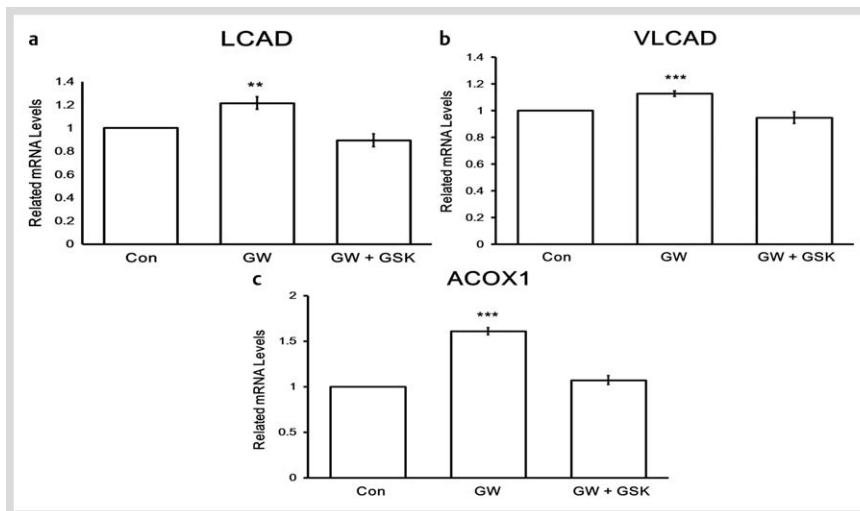 a
LCAD
Related mRNA Levels
1.4
1.2
1
0.8
0.6
0.4
0.2
0
**
Con
GW
GW + GSK
b
VLCAD
Related mRNA Levels
1.4
1.2
1
0.8
0.6
0.4
0.2
0
***
Con
GW
GW + GSK
c
ACOX1
Related mRNA Levels
2
1.5
1
0.5
0
***
Con
GW
GW + GSK